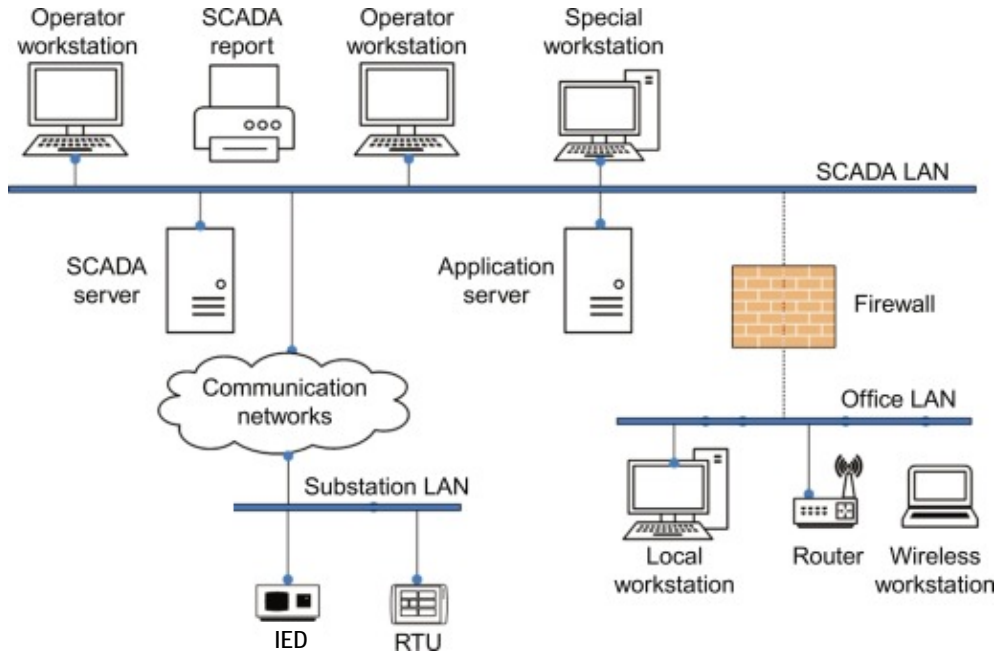 Operator
workstation
SCADA
report
Operator
workstation
Special
workstation
SCADA LAN
SCADA
server
Application
server
Firewall
Communication
networks
Office LAN
Substation LAN
Local
workstation
Router
Wireless
workstation
IED
RTU